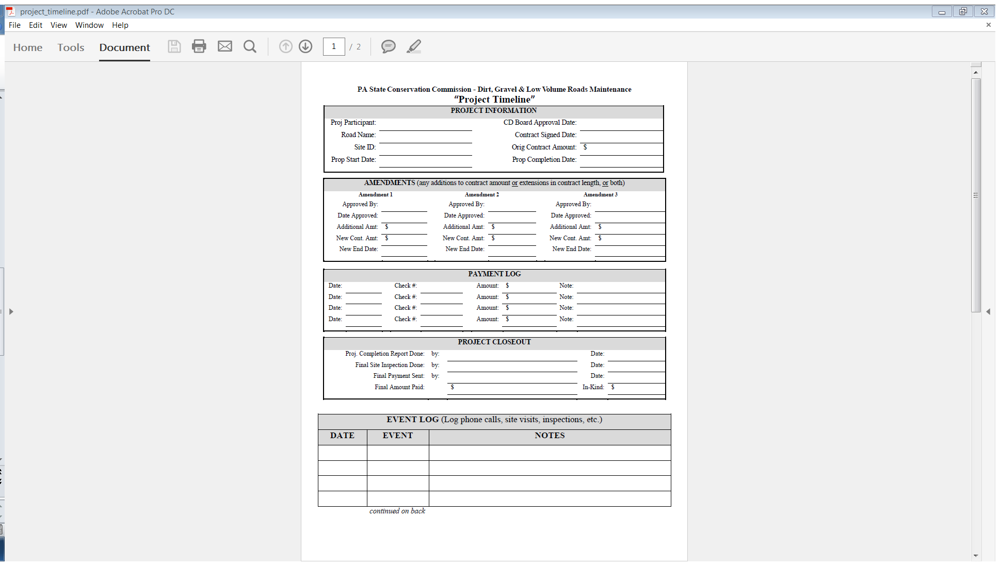 project_timeline.pdf - Adobe Acrobat Pro DC
File Edit View Window Help
Home Tools Document 1 / 2
PA State Conservation Commission - Dirt, Gravel & Low Volume Roads Maintenance
“Project Timeline”
PROJECT INFORMATION
Proj Participant: CD Board Approval Date:
Road Name: Contract Signed Date:
Site ID: Orig Contract Amount: $
Prop Start Date: Prop Completion Date:
AMENDMENTS (any additions to contract amount or extensions in contract length, or both)
Amendment 1 Amendment 2 Amendment 3
Approved By: Approved By: Approved By:
Date Approved: Date Approved: Date Approved:
Additional Amt: $ Additional Amt: $ Additional Amt: $
New Cont. Amt: $ New Cont. Amt: $ New Cont. Amt: $
New End Date: New End Date: New End Date:
PAYMENT LOG
Date: Check #: Amount: $ Note:
Date: Check #: Amount: $ Note:
Date: Check #: Amount: $ Note:
Date: Check #: Amount: $ Note:
PROJECT CLOSEOUT
Proj. Completion Report Done: by: Date:
Final Site Inspection Done: by: Date:
Final Payment Sent: by: Date:
Final Amount Paid: $ In-Kind: $
EVENT LOG (Log phone calls, site visits, inspections, etc.)
DATE EVENT NOTES
continued on back